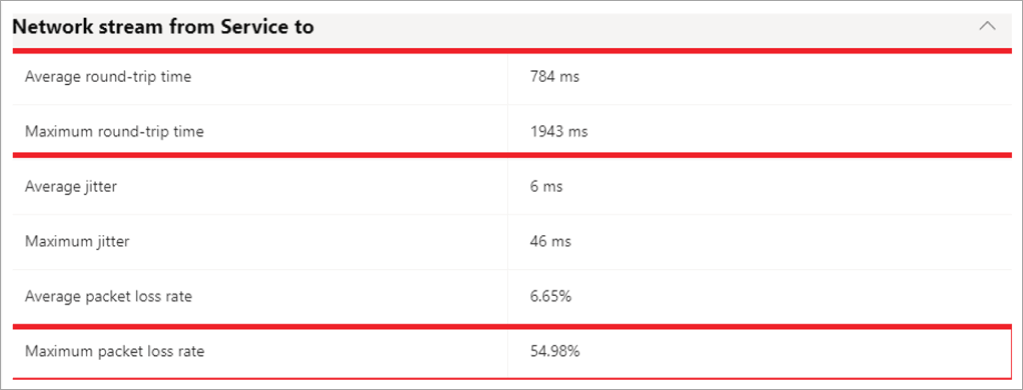 Network stream from Service to
Average round-trip time 784 ms
Maximum round-trip time 1943 ms
Average jitter 6 ms
Maximum jitter 46 ms
Average packet loss rate 6.65%
Maximum packet loss rate 54.98%